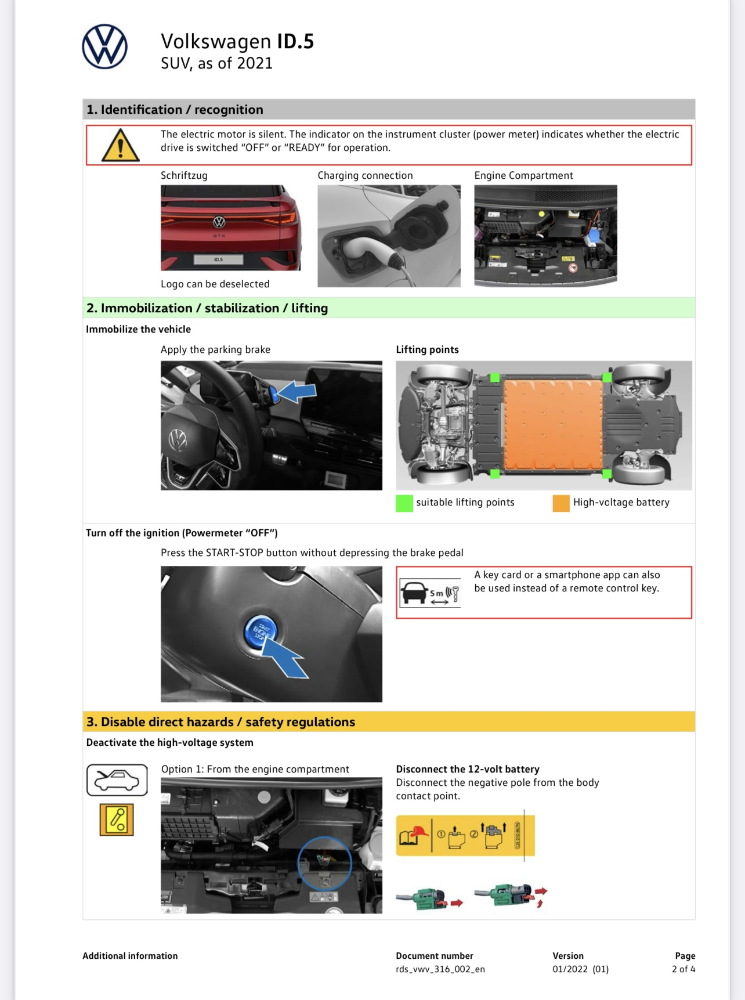 Volkswagen ID.5
SUV, as of 2021
1. Identification / recognition
The electric motor is silent. The indicator on the instrument cluster (power meter) indicates whether the electric
drive is switched “OFF” or “READY” for operation.
Schriftzug
Charging connection
Engine Compartment
GTX
ID.5
Logo can be deselected
2. Immobilization / stabilization / lifting
Immobilize the vehicle
Apply the parking brake
Lifting points
suitable lifting points
High-voltage battery
Turn off the ignition (Powermeter “OFF”)
Press the START-STOP button without depressing the brake pedal
START
ENGINE
STOP
5m
A key card or a smartphone app can also
be used instead of a remote control key.
3. Disable direct hazards / safety regulations
Deactivate the high-voltage system
Option 1: From the engine compartment
Disconnect the 12-volt battery
Disconnect the negative pole from the body
contact point.
① ②
Additional information
Document number
Version
Page
rds_vwv_316_002_en
01/2022 (01)
2 of 4